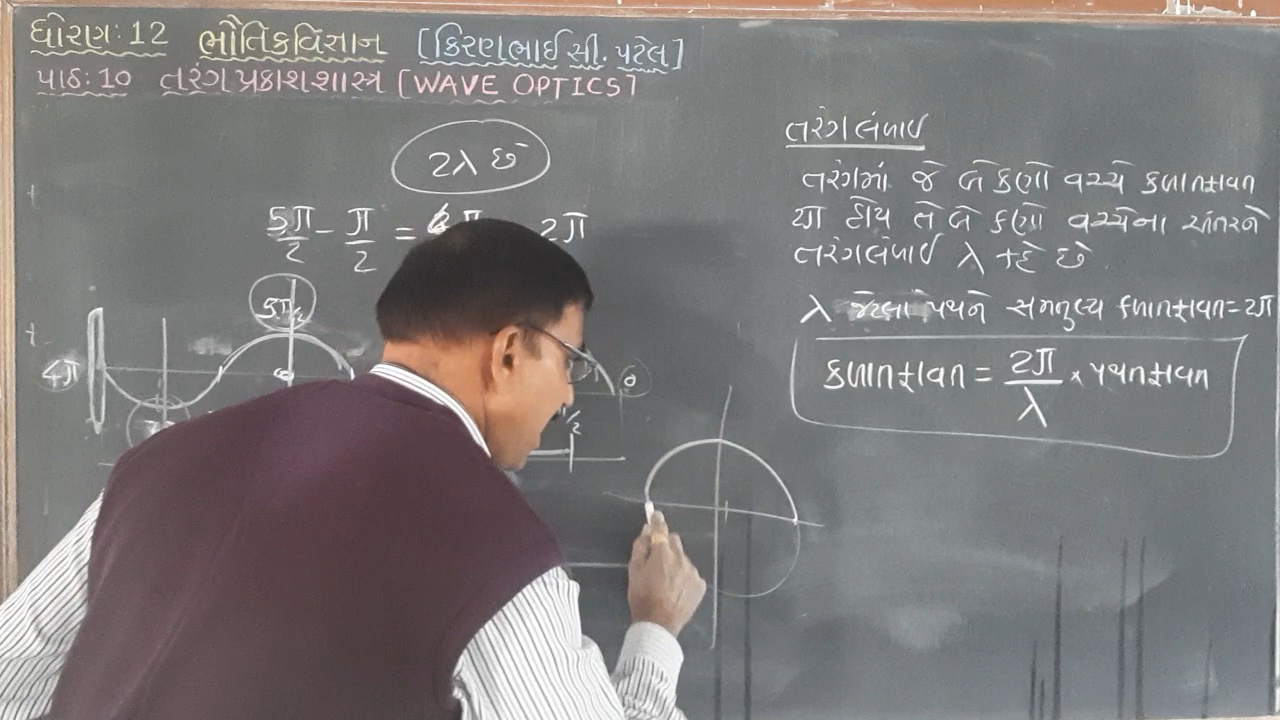 ધોરણ: 12 ભૌતિકવિજ્ઞાન [કિરણભાઈ સી. પટેલ]
પાઠ: 10 તરંગ પ્રકાશશાસ્ત્ર [WAVE OPTICS]
2λ છે
5π/2 - π/2 = 2π
5π/2
4π
0
તરંગલંબાઈ
તરંગમાં જે બે કણો વચ્ચે કળાતફાવત
હોય તે બે કણો વચ્ચેના અંતરને
તરંગલંબાઈ λ કહે છે
λ જેટલા પથને સમતુલ્ય કળાતફાવત = 2π
કળાતફાવત = 2π/λ × પથતફાવત